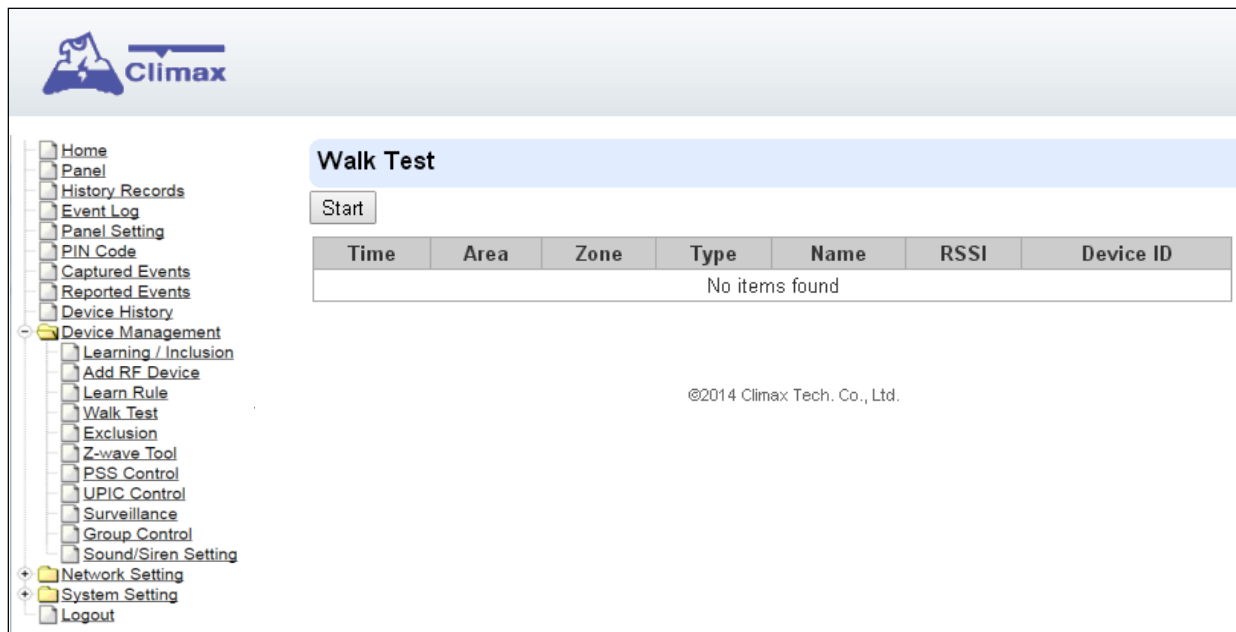 Climax
Home
Panel
History Records
Event Log
Panel Setting
PIN Code
Captured Events
Reported Events
Device History
Device Management
Learning / Inclusion
Add RF Device
Learn Rule
Walk Test
Exclusion
Z-wave Tool
PSS Control
UPIC Control
Surveillance
Group Control
Sound/Siren Setting
Network Setting
System Setting
Logout
Walk Test
Start
Time Area Zone Type Name RSSI Device ID
No items found
©2014 Climax Tech. Co., Ltd.